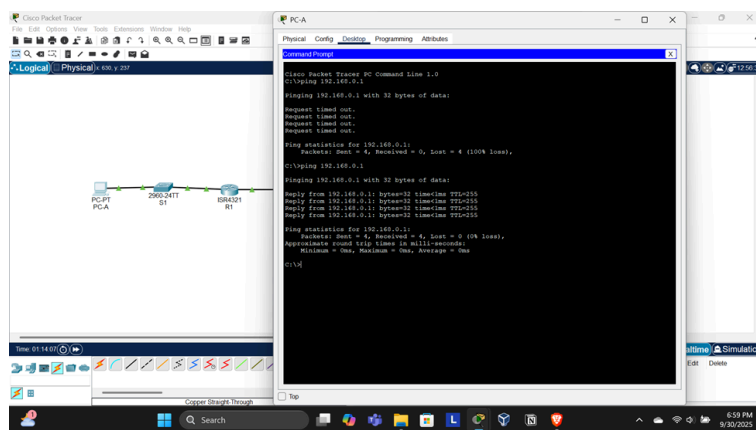 Cisco Packet Tracer
File Edit Options View Tools Extensions Window Help
Logical Physical x: 630, y: 237
PC-PT
PC-A
2960-24TT
S1
ISR4321
R1
PC-A
Physical Config Desktop Programming Attributes
Command Prompt X
Cisco Packet Tracer PC Command Line 1.0
C:\>ping 192.168.0.1
Pinging 192.168.0.1 with 32 bytes of data:
Request timed out.
Request timed out.
Request timed out.
Request timed out.
Ping statistics for 192.168.0.1:
Packets: Sent = 4, Received = 0, Lost = 4 (100% loss),
C:\>ping 192.168.0.1
Pinging 192.168.0.1 with 32 bytes of data:
Reply from 192.168.0.1: bytes=32 time<1ms TTL=255
Reply from 192.168.0.1: bytes=32 time<1ms TTL=255
Reply from 192.168.0.1: bytes=32 time<1ms TTL=255
Reply from 192.168.0.1: bytes=32 time<1ms TTL=255
Ping statistics for 192.168.0.1:
Packets: Sent = 4, Received = 4, Lost = 0 (0% loss),
Approximate round trip times in milli-seconds:
Minimum = 0ms, Maximum = 0ms, Average = 0ms
C:\>
Top
Time: 01:14:07
Copper Straight-Through
Edit Delete
Search
6:59 PM